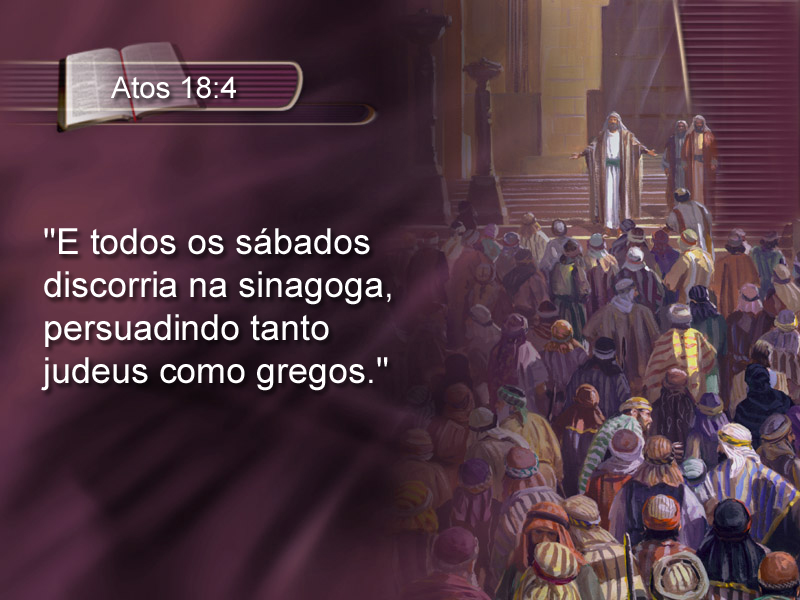 Atos 18:4
"E todos os sábados
discorria na sinagoga,
persuadindo tanto
judeus como gregos."